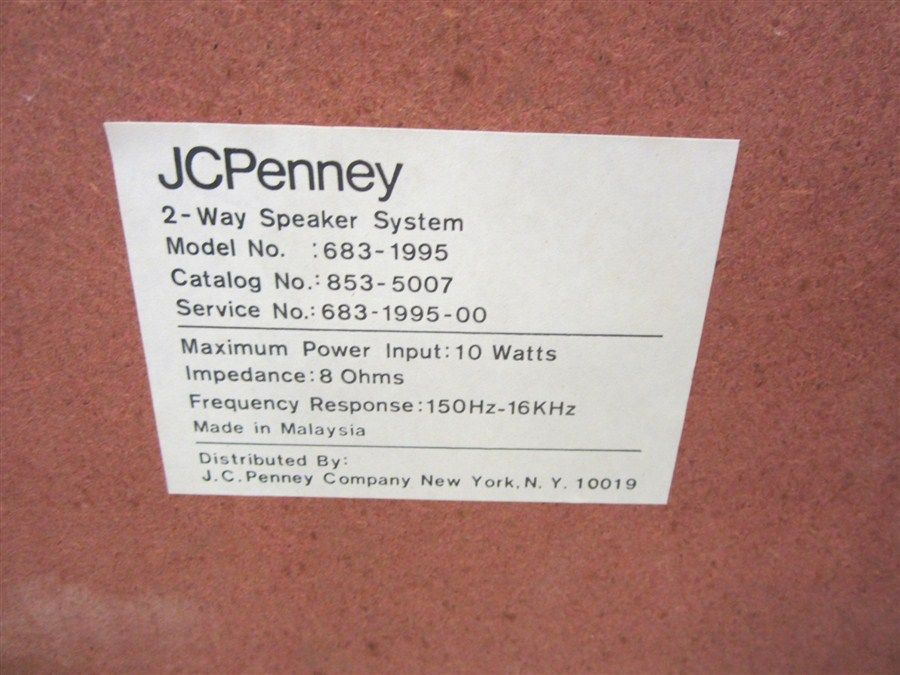 JCPenney
2-Way Speaker System
Model No. :683-1995
Catalog No.:853-5007
Service No.:683-1995-00
Maximum Power Input:10 Watts
Impedance:8 Ohms
Frequency Response:150Hz-16KHz
Made in Malaysia
Distributed By:
J.C.Penney Company New York,N.Y. 10019